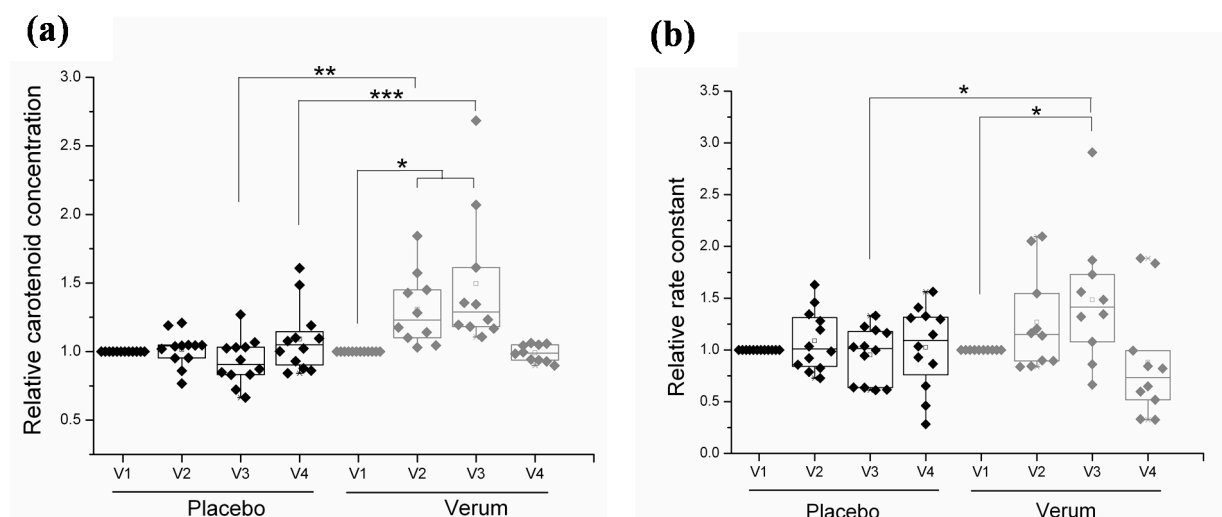 (a)
Relative carotenoid concentration
3.0
2.5
2.0
1.5
1.0
0.5
**
***
*
V1 V2 V3 V4 V1 V2 V3 V4
Placebo Verum
(b)
Relative rate constant
3.5
3.0
2.5
2.0
1.5
1.0
0.5
0.0
*
*
V1 V2 V3 V4 V1 V2 V3 V4
Placebo Verum